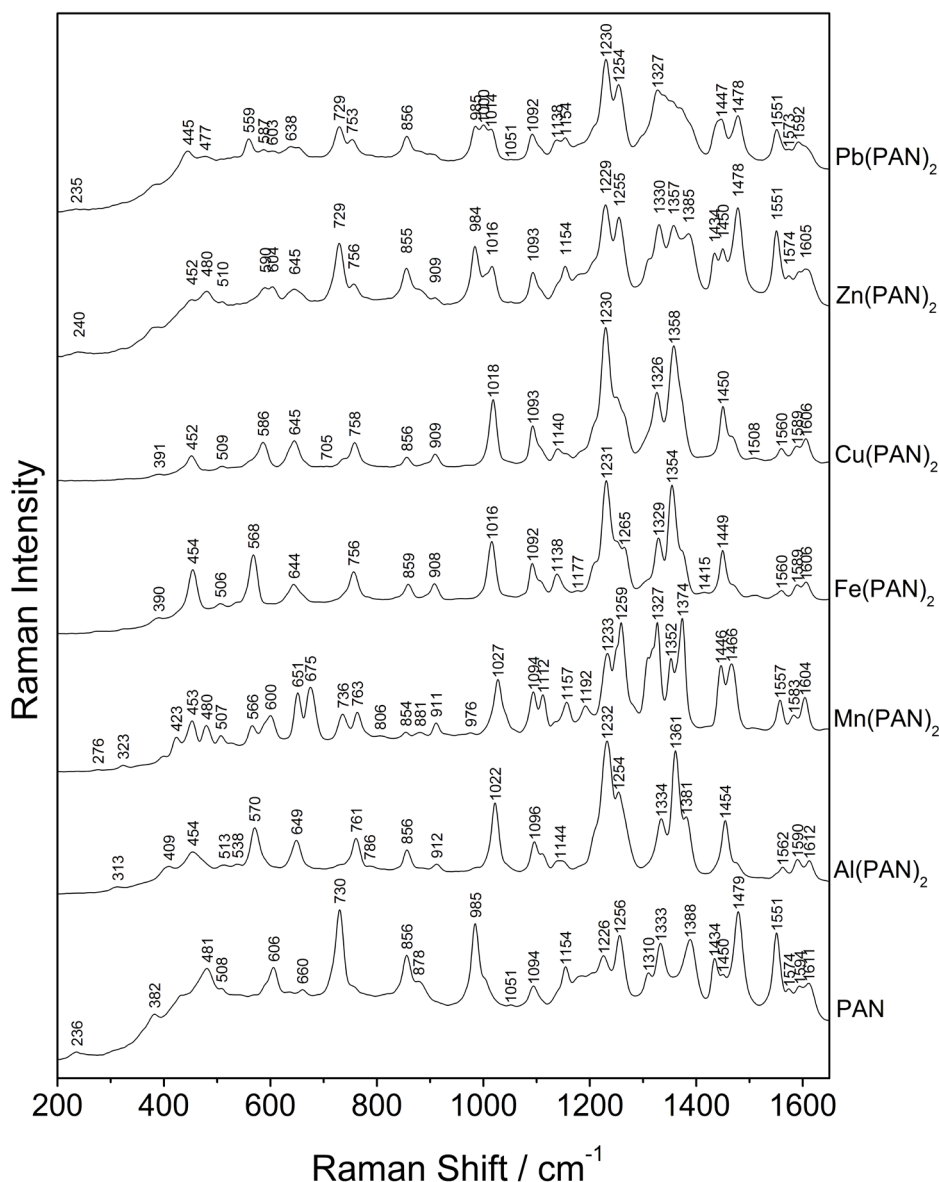 Raman Intensity
235 445 477 559 587 603 638 729 753 856 985 1000 1014 1051 1092 1138 1154 1230 1254 1327 1447 1478 1551 1573 1592
Pb(PAN)2
240 452 480 510 590 604 645 729 756 855 909 984 1016 1093 1154 1229 1255 1330 1357 1385 1434 1450 1478 1551 1574 1605
Zn(PAN)2
391 452 509 586 645 705 758 856 909 1018 1093 1140 1230 1326 1358 1450 1508 1560 1589 1606
Cu(PAN)2
390 454 506 568 644 756 859 908 1016 1092 1138 1177 1231 1265 1329 1354 1415 1449 1560 1589 1606
Fe(PAN)2
276 323 423 453 480 507 566 600 651 675 736 763 806 854 881 911 976 1027 1094 1112 1157 1192 1233 1259 1327 1352 1374 1446 1466 1557 1583 1604
Mn(PAN)2
313 409 454 513 538 570 649 761 786 856 912 1022 1096 1144 1232 1254 1334 1361 1381 1454 1562 1590 1612
Al(PAN)2
236 382 481 508 606 660 730 856 878 985 1051 1094 1154 1226 1256 1310 1333 1388 1434 1450 1479 1551 1574 1594 1611
PAN
200 400 600 800 1000 1200 1400 1600
Raman Shift / cm-1